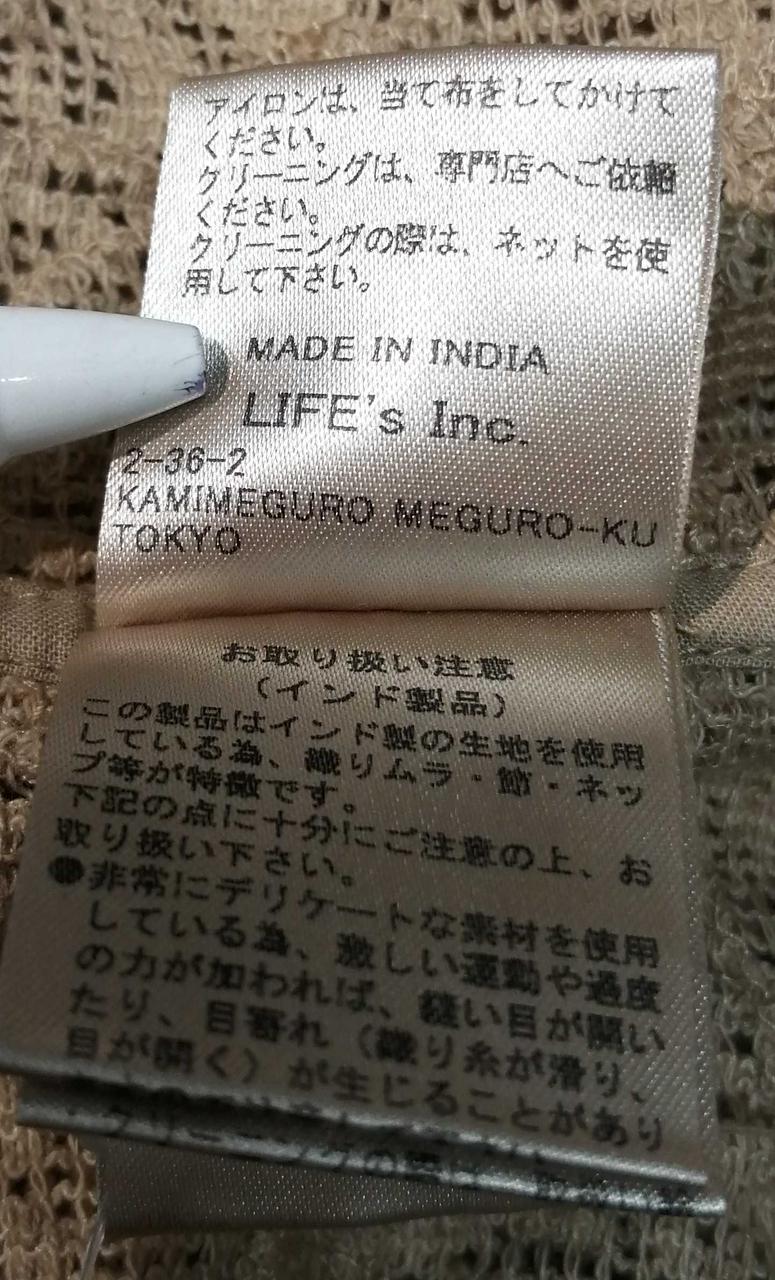 アイロンは、当て布をしてかけて
ください。
クリーニングは、専門店へご依頼
ください。
クリーニングの際は、ネットを使
用して下さい。
MADE IN INDIA
LIFE's Inc.
2-36-2
KAMIMEGURO MEGURO-KU
TOKYO
お取り扱い注意
(インド製品)
この製品はインド製の生地を使用
している為、織りムラ・節・ネッ
プ等が特徴です。
下記の点に十分にご注意の上、お
取り扱い下さい。
●非常にデリケートな素材を使用
している為、激しい運動や過度
の力が加われば、縫い目が開い
たり、目寄れ(織り糸が滑り、
目が開く)が生じることがあり
クリーニングの際は